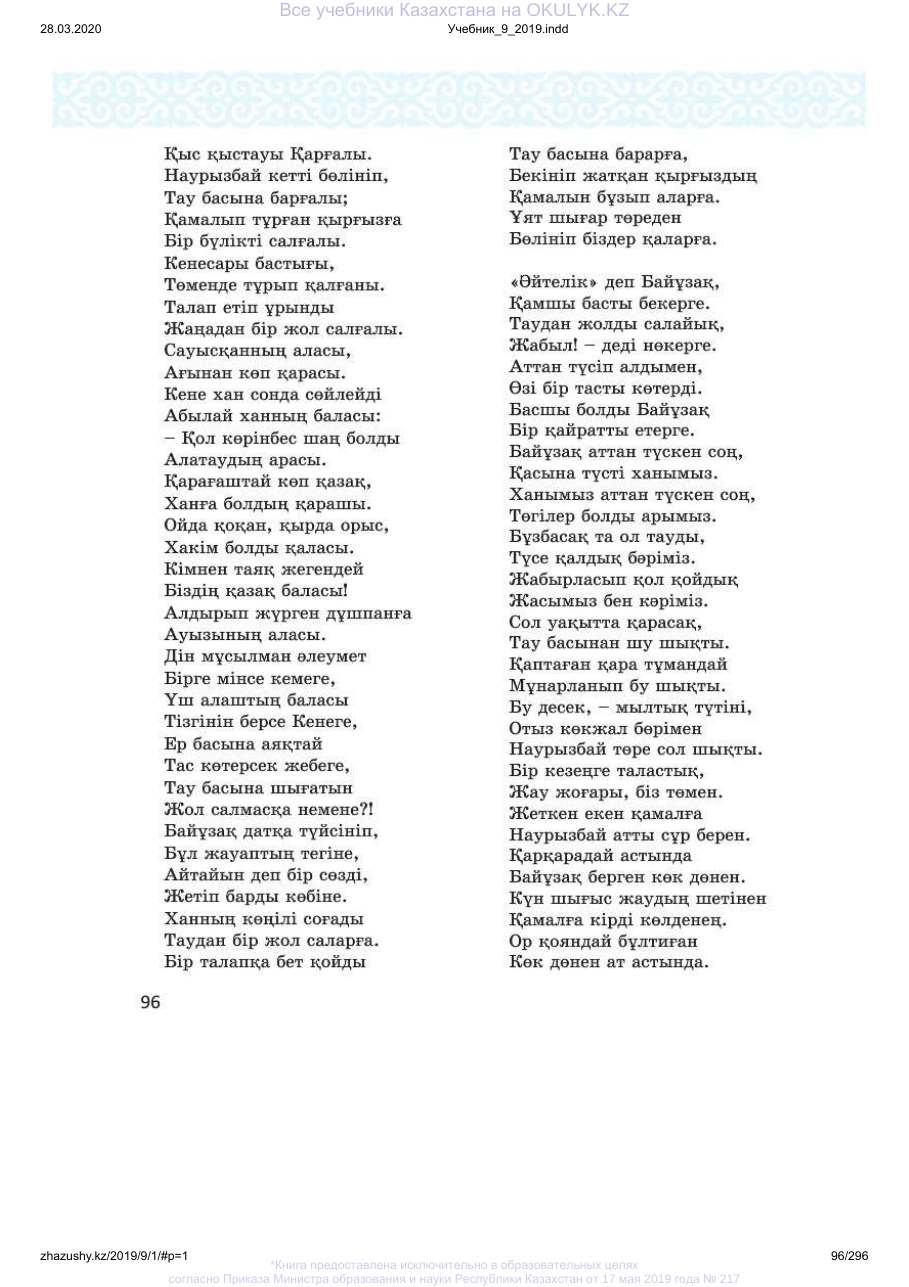 Все учебники Казахстана на OKULYK.KZ
28.03.2020
Учебник_9_2019.indd
Қыс қыстауы Қарғалы.
Наурызбай кетті бөлініп,
Тау басына барғалы;
Қамалып тұрған қырғызға
Бір бүлікті салғалы.
Кенесары бастығы,
Төменде тұрып қалғаны.
Талап етіп ұрынды
Жаңадан бір жол салғалы.
Сауысқанның аласы,
Ағынан көп қарасы.
Кене хан сонда сөйлейді
Абылай ханның баласы:
– Қол көрінбес шаң болды
Алатаудың арасы.
Қарағаштай көп қазақ,
Ханға болдың қарашы.
Ойда қоқан, қырда орыс,
Хакім болды қаласы.
Кімнен таяқ жегендей
Біздің қазақ баласы!
Алдырып жүрген дұшпанға
Ауызының аласы.
Дін мұсылман әлеумет
Бірге мінсе кемеге,
Үш алаштың баласы
Тізгінін берсе Кенеге,
Ер басына аяқтай
Тас көтерсек жебеге,
Тау басына шығатын
Жол салмасқа немене?!
Байұзақ датқа түйсініп,
Бұл жауаптың тегіне,
Айтайын деп бір сөзді,
Жетіп барды көбіне.
Ханның көңілі соғады
Таудан бір жол саларға.
Бір талапқа бет қойды
Тау басына барарға,
Бекініп жатқан қырғыздың
Қамалын бұзып аларға.
Ұят шығар төреден
Бөлініп біздер қаларға.
«Әйтелік» деп Байұзақ,
Қамшы басты бекерге.
Таудан жолды салайық,
Жабыл! – деді нөкерге.
Аттан түсіп алдымен,
Өзі бір тасты көтерді.
Басшы болды Байұзақ
Бір қайратты етерге.
Байұзақ аттан түскен соң,
Қасына түсті ханымыз.
Ханымыз аттан түскен соң,
Төгілер болды арымыз.
Бұзбасақ та ол тауды,
Түсе қалдық бәріміз.
Жабырласып қол қойдық
Жасымыз бен кәріміз.
Сол уақытта қарасақ,
Тау басынан шу шықты.
Қаптаған қара тұмандай
Мұнарланып бу шықты.
Бу десек, – мылтық түтіні,
Отыз көкжал бөрімен
Наурызбай төре сол шықты.
Бір кезеңге таластық,
Жау жоғары, біз төмен.
Жеткен екен қамалға
Наурызбай атты сұр берен.
Қарқарадай астында
Байұзақ берген көк дөнен.
Күн шығыс жаудың шетінен
Қамалға кірді көлденең.
Ор қояндай бұлтиған
Көк дөнен ат астында.
96
zhazushy.kz/2019/9/1/#p=1
96/296
*Книга предоставлена исключительно в образовательных целях
согласно Приказа Министра образования и науки Республики Казахстан от 17 мая 2019 года № 217